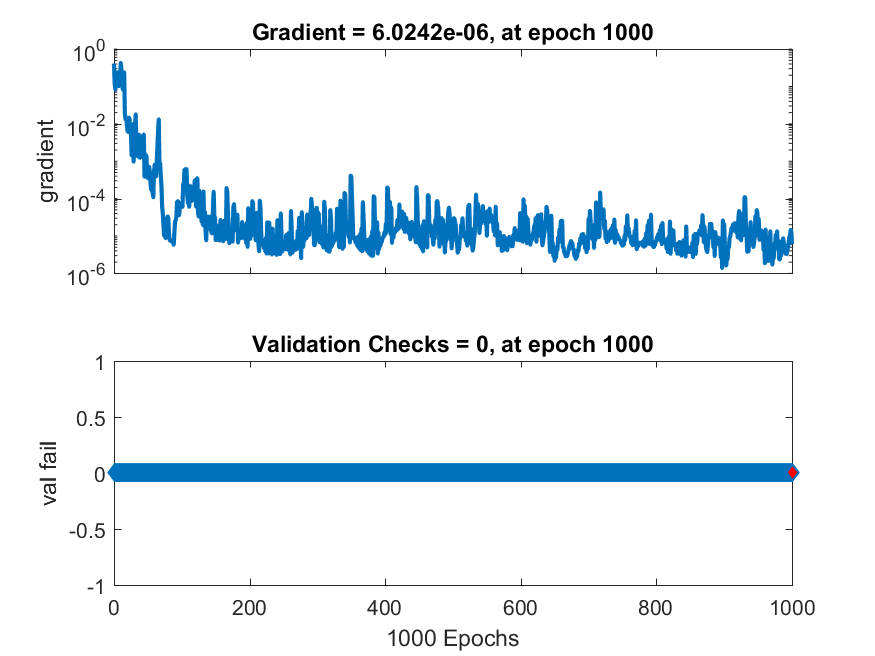 Gradient = 6.0242e-06, at epoch 1000
10^0
10^-2
10^-4
10^-6
gradient
Validation Checks = 0, at epoch 1000
1
0.5
0
-0.5
-1
val fail
0 200 400 600 800 1000
1000 Epochs